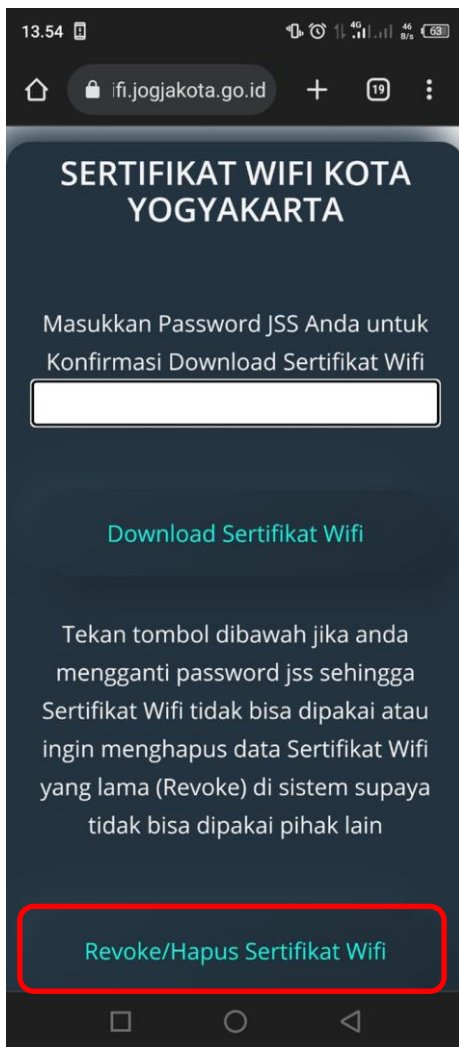 13.54
4G
46
B/s
63
ifi.jogjakota.go.id
19
SERTIFIKAT WIFI KOTA
YOGYAKARTA
Masukkan Password JSS Anda untuk
Konfirmasi Download Sertifikat Wifi
Download Sertifikat Wifi
Tekan tombol dibawah jika anda
mengganti password jss sehingga
Sertifikat Wifi tidak bisa dipakai atau
ingin menghapus data Sertifikat Wifi
yang lama (Revoke) di sistem supaya
tidak bisa dipakai pihak lain
Revoke/Hapus Sertifikat Wifi